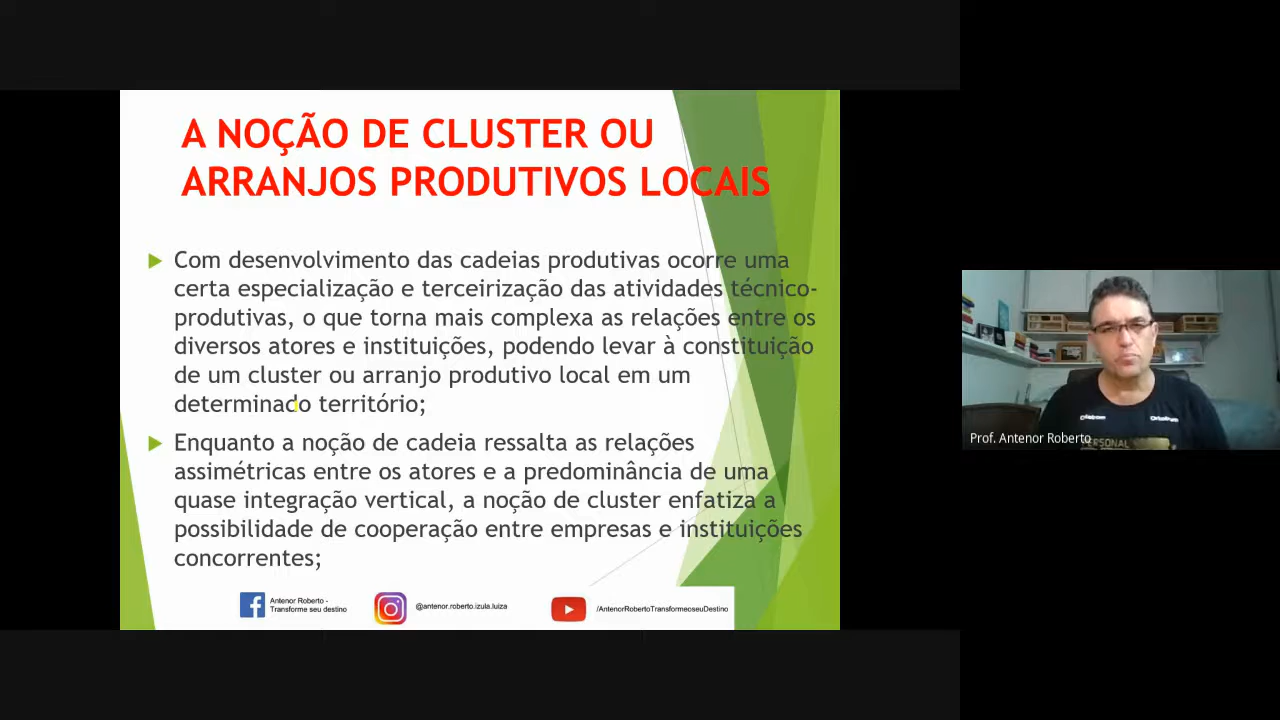 A NOÇÃO DE CLUSTER OU
ARRANJOS PRODUTIVOS LOCAIS
Com desenvolvimento das cadeias produtivas ocorre uma
certa especialização e terceirização das atividades técnico-
produtivas, o que torna mais complexa as relações entre os
diversos atores e instituições, podendo levar à constituição
de um cluster ou arranjo produtivo local em um
determinado território;
Enquanto a noção de cadeia ressalta as relações
assimétricas entre os atores e a predominância de uma
quase integração vertical, a noção de cluster enfatiza a
possibilidade de cooperação entre empresas e instituições
concorrentes;
Antenor Roberto -
Transforme seu destino
@antenor.roberto.izula.luiza
/AntenorRobertoTransformeoseuDestino
Prof. Antenor Roberto
PERSONAL